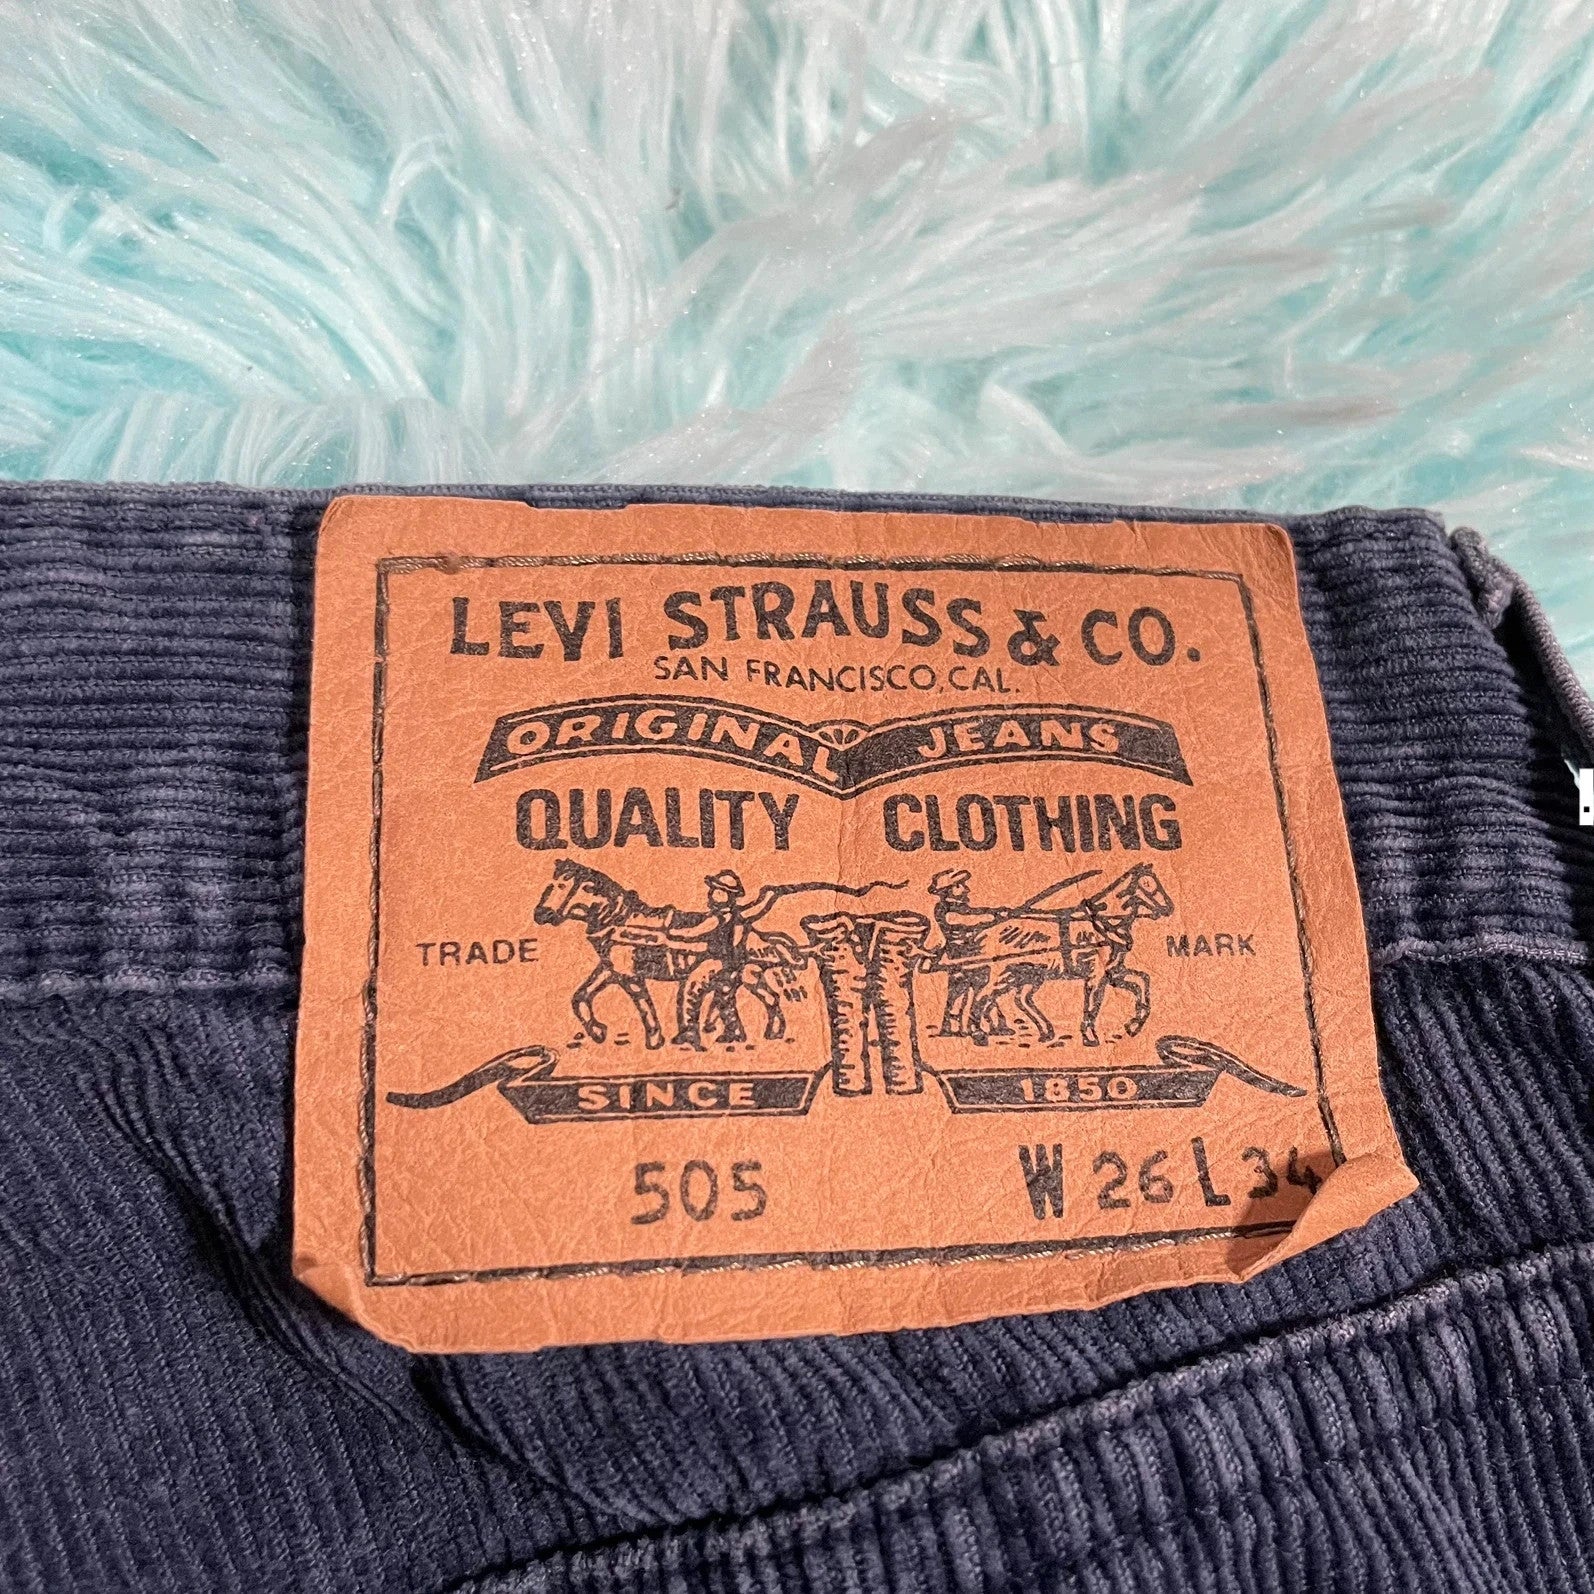 LEVI STRAUSS & CO.
SAN FRANCISCO, CAL.
ORIGINAL JEANS
QUALITY CLOTHING
TRADE MARK
SINCE 1850
505 W 26 L 34